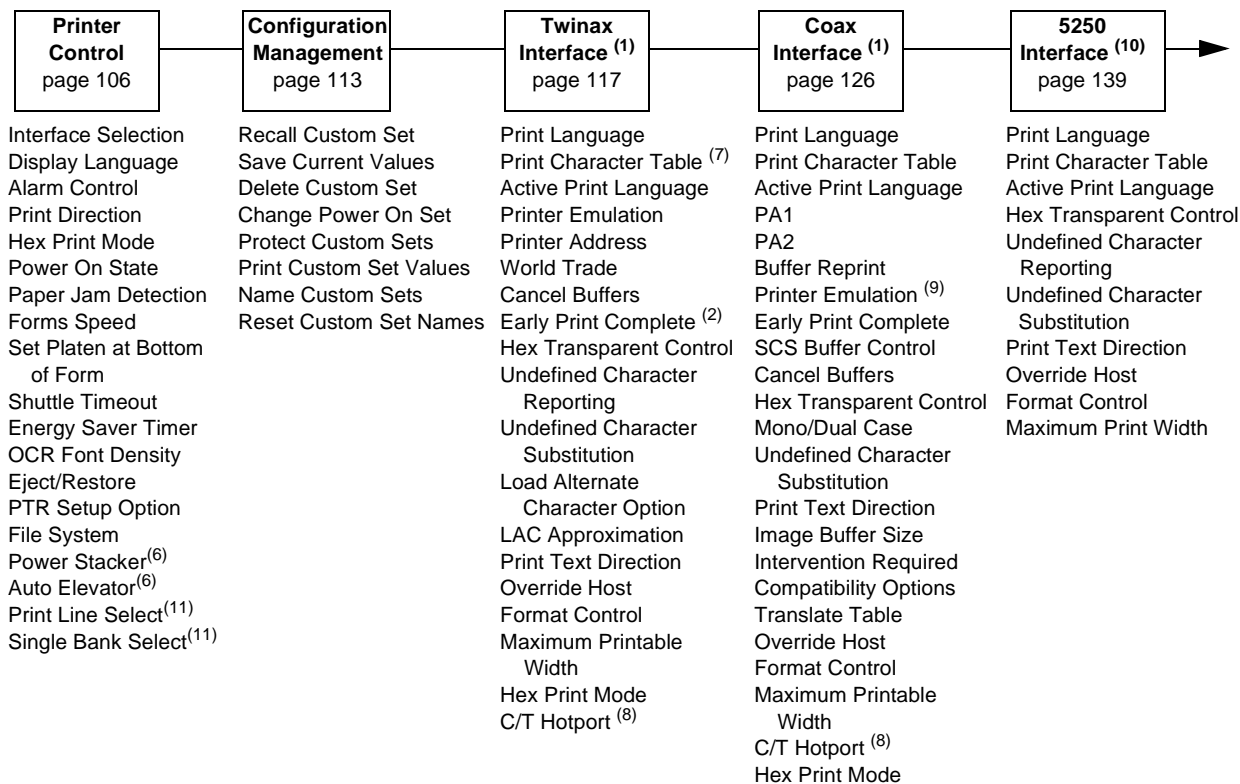 Printer
Control
page 106
Configuration
Management
page 113
Twinax
Interface (1)
page 117
Coax
Interface (1)
page 126
5250
Interface (10)
page 139
Interface Selection
Display Language
Alarm Control
Print Direction
Hex Print Mode
Power On State
Paper Jam Detection
Forms Speed
Set Platen at Bottom
of Form
Shuttle Timeout
Energy Saver Timer
OCR Font Density
Eject/Restore
PTR Setup Option
File System
Power Stacker(6)
Auto Elevator(6)
Print Line Select(11)
Single Bank Select(11)
Recall Custom Set
Save Current Values
Delete Custom Set
Change Power On Set
Protect Custom Sets
Print Custom Set Values
Name Custom Sets
Reset Custom Set Names
Print Language
Print Character Table (7)
Active Print Language
Printer Emulation
Printer Address
World Trade
Cancel Buffers
Early Print Complete (2)
Hex Transparent Control
Undefined Character
Reporting
Undefined Character
Substitution
Load Alternate
Character Option
LAC Approximation
Print Text Direction
Override Host
Format Control
Maximum Printable
Width
Hex Print Mode
C/T Hotport (8)
Print Language
Print Character Table
Active Print Language
PA1
PA2
Buffer Reprint
Printer Emulation (9)
Early Print Complete
SCS Buffer Control
Cancel Buffers
Hex Transparent Control
Mono/Dual Case
Undefined Character
Substitution
Print Text Direction
Image Buffer Size
Intervention Required
Compatibility Options
Translate Table
Override Host
Format Control
Maximum Printable
Width
C/T Hotport (8)
Hex Print Mode
Print Language
Print Character Table
Active Print Language
Hex Transparent Control
Undefined Character
Reporting
Undefined Character
Substitution
Print Text Direction
Override Host
Format Control
Maximum Print Width